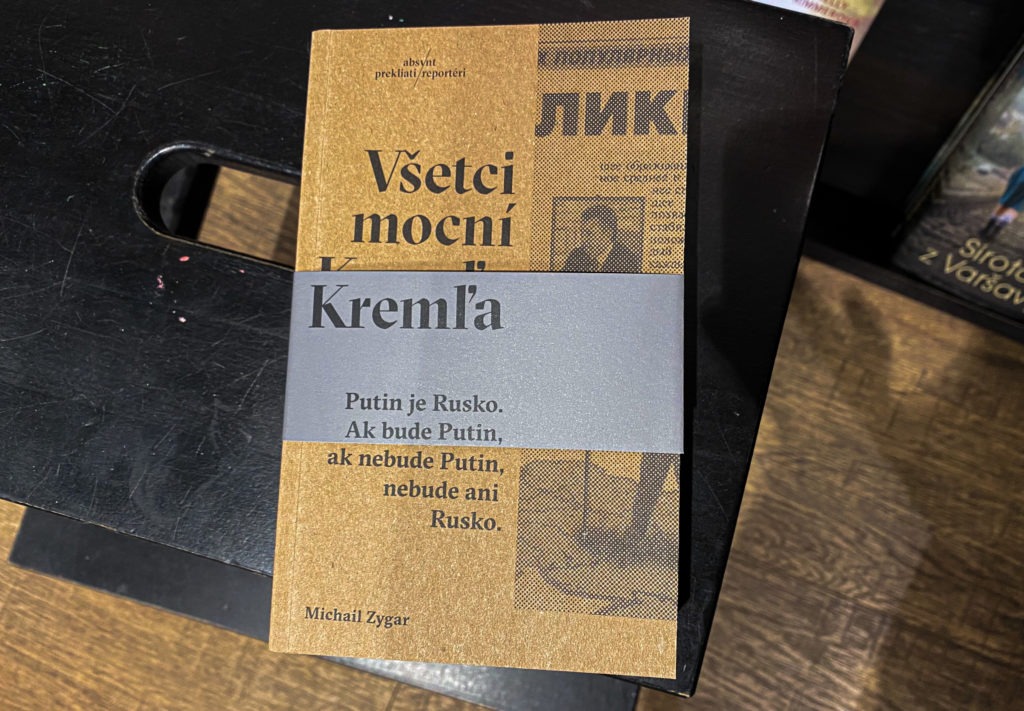 absynt
prekliati/reportéri
Všetci
mocní
Kremľa
Putin je Rusko.
Ak bude Putin,
ak nebude Putin,
nebude ani
Rusko.
Michail Zygar
ПОПУЛЯРНЫ
ЛИК
Sirota
z Varšav